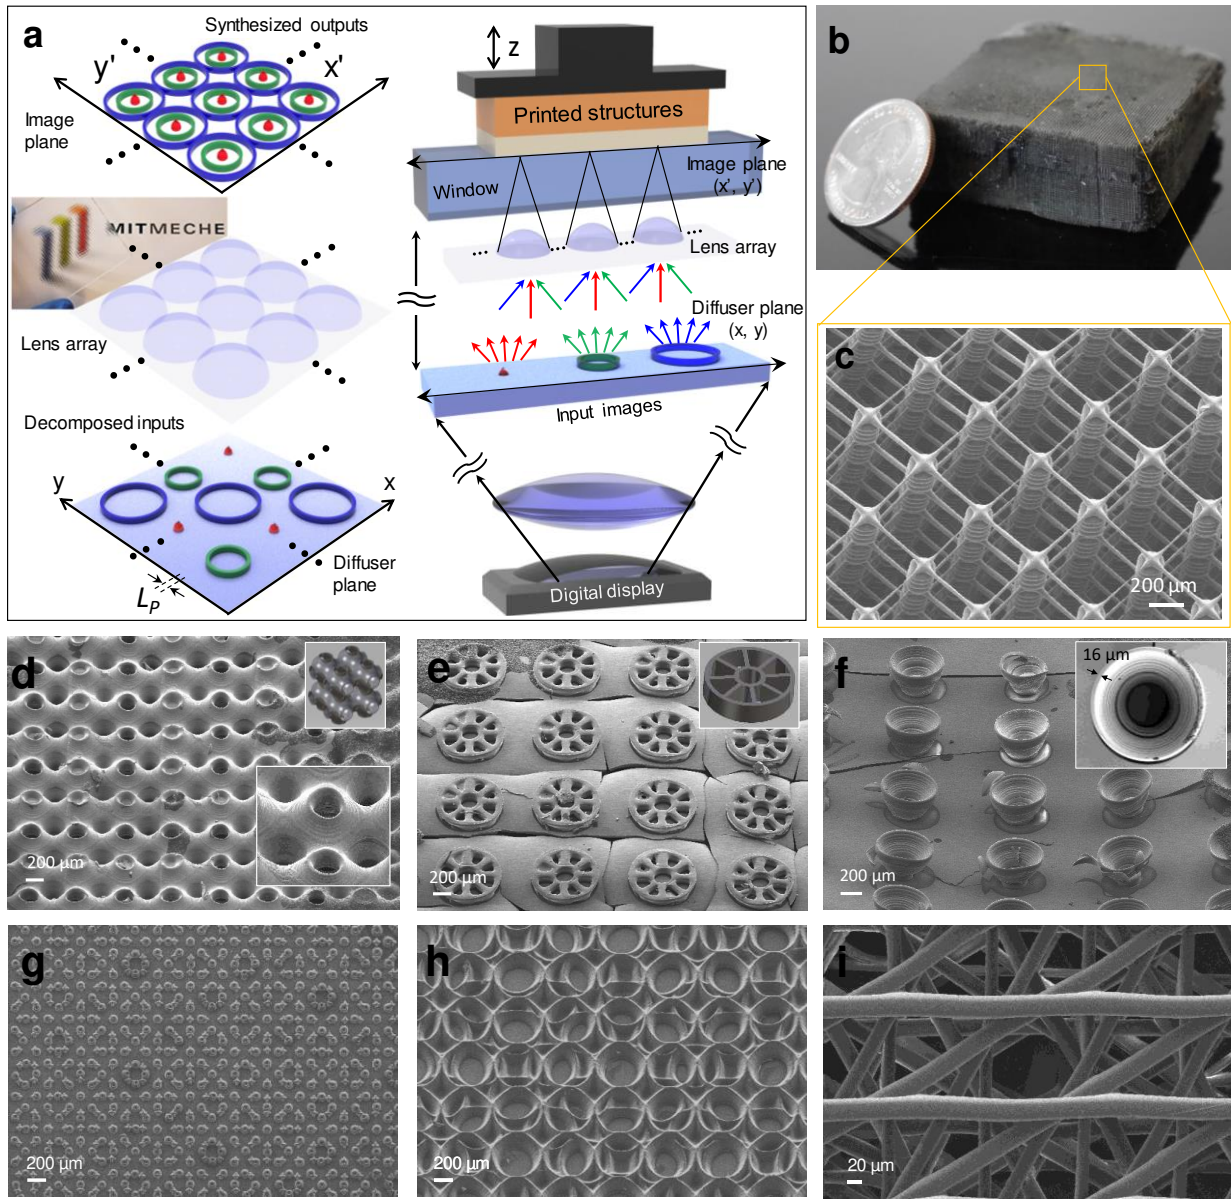 a
Synthesized outputs
y'
x'
Image
plane
MITMECHE
Lens array
Decomposed inputs
y
x
Diffuser
plane
L_P
z
Printed structures
Image plane
(x', y')
Window
Lens array
Diffuser plane
(x, y)
Input images
Digital display
b
c
200 µm
d
200 µm
e
200 µm
f
16 µm
200 µm
g
200 µm
h
200 µm
i
20 µm